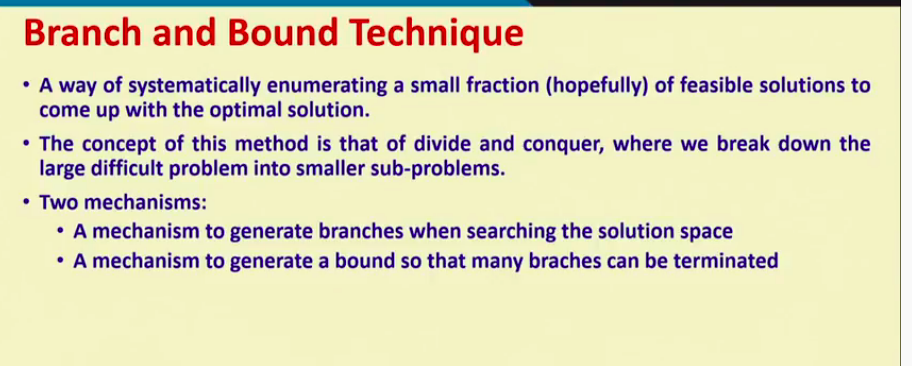 Branch and Bound Technique
• A way of systematically enumerating a small fraction (hopefully) of feasible solutions to
come up with the optimal solution.
• The concept of this method is that of divide and conquer, where we break down the
large difficult problem into smaller sub-problems.
• Two mechanisms:
• A mechanism to generate branches when searching the solution space
• A mechanism to generate a bound so that many braches can be terminated